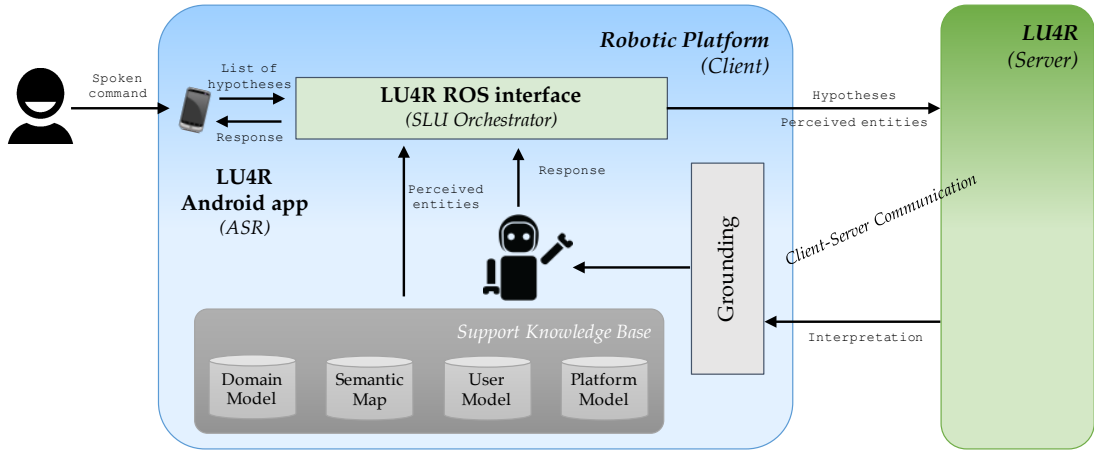 Robotic Platform
(Client)
LU4R
(Server)
Spoken
command
List of
hypotheses
Response
LU4R ROS interface
(SLU Orchestrator)
Hypotheses
Perceived entities
LU4R
Android app
(ASR)
Perceived
entities
Response
Grounding
Client-Server Communication
Interpretation
Support Knowledge Base
Domain
Model
Semantic
Map
User
Model
Platform
Model